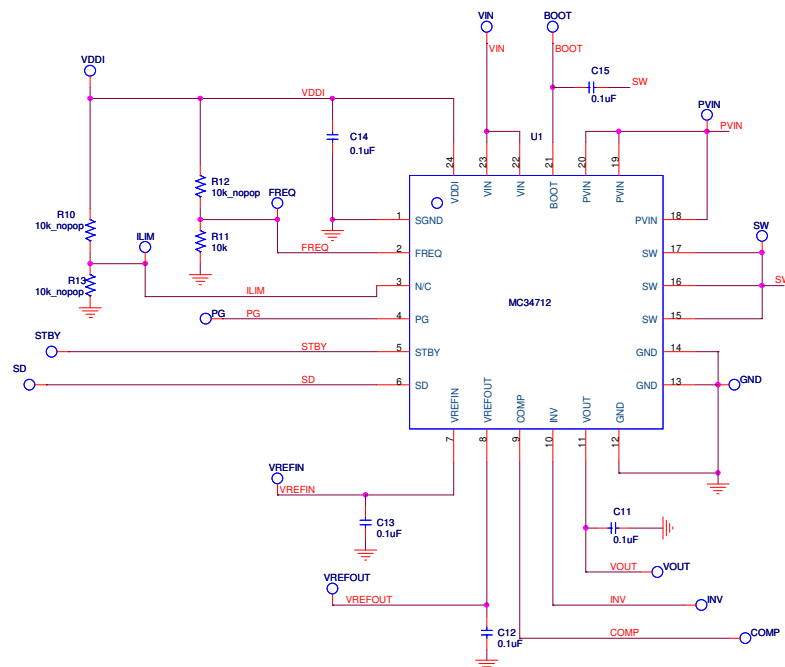 VIN
BOOT
VIN
BOOT
VDDI
C15
SW
0.1uF
VDDI
PVIN
PVIN
U1
C14
0.1uF
24
23
22
21
20
19
VDDI
VIN
VIN
BOOT
PVIN
PVIN
R12
10k_nopop
FREQ
R10
10k_nopop
1
SGND
PVIN
18
R11
10k
ILIM
FREQ
2
FREQ
SW
17
SW
R13
10k_nopop
ILIM
3
N/C
SW
16
SW
MC34712
PG
PG
4
PG
SW
15
STBY
STBY
5
STBY
GND
14
SD
SD
6
SD
GND
13
GND
VREFIN
VREFOUT
COMP
INV
VOUT
GND
7
8
9
10
11
12
VREFIN
VREFIN
C13
0.1uF
C11
0.1uF
VOUT
VOUT
VREFOUT
VREFOUT
INV
INV
C12
0.1uF
COMP
COMP